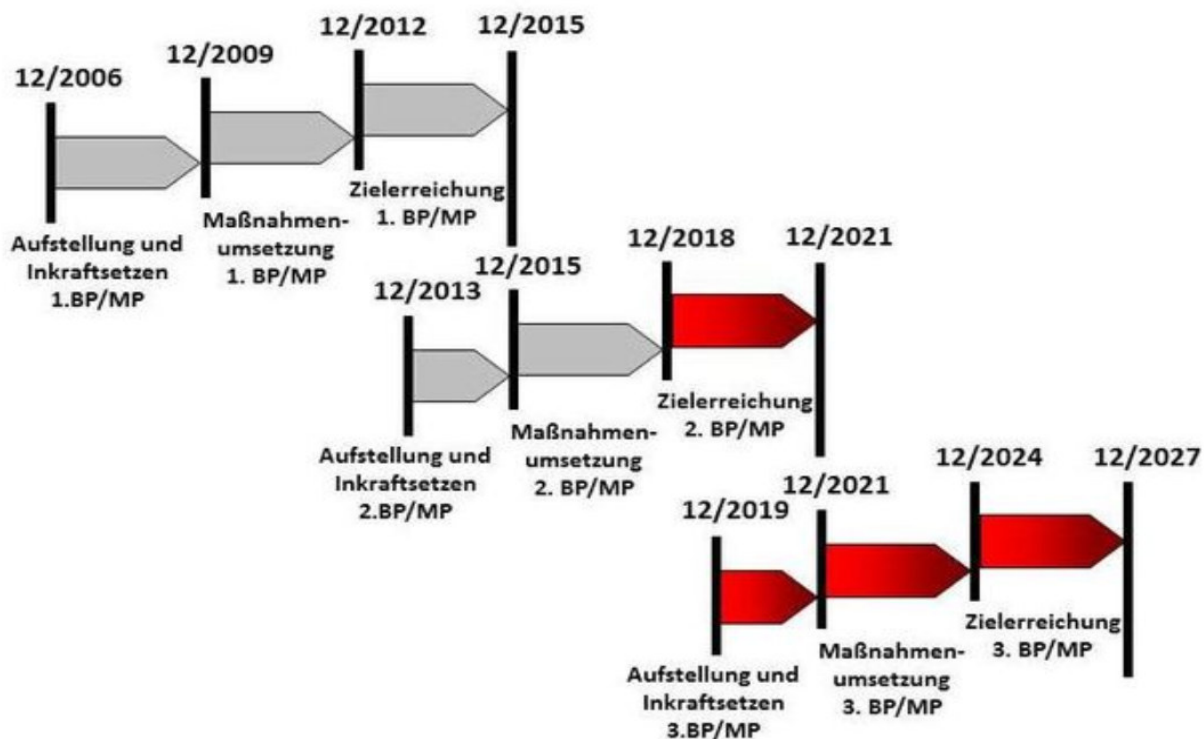 12/2006
12/2009
12/2012
12/2015
Aufstellung und
Inkraftsetzen
1.BP/MP
Maßnahmen-
umsetzung
1. BP/MP
Zielerreichung
1. BP/MP
12/2013
12/2015
12/2018
12/2021
Aufstellung und
Inkraftsetzen
2.BP/MP
Maßnahmen-
umsetzung
2. BP/MP
Zielerreichung
2. BP/MP
12/2019
12/2021
12/2024
12/2027
Aufstellung und
Inkraftsetzen
3.BP/MP
Maßnahmen-
umsetzung
3. BP/MP
Zielerreichung
3. BP/MP